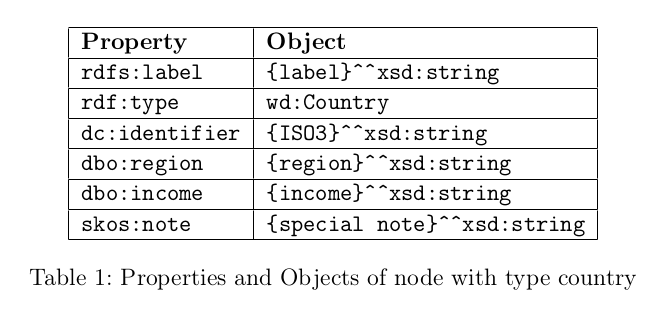 Property Object
rdfs:label {label}^^xsd:string
rdf:type wd:Country
dc:identifier {ISO3}^^xsd:string
dbo:region {region}^^xsd:string
dbo:income {income}^^xsd:string
skos:note {special note}^^xsd:string
Table 1: Properties and Objects of node with type country